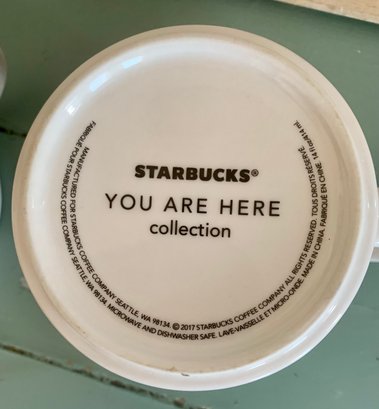 STARBUCKS®
YOU ARE HERE
collection
MANUFACTURED FOR STARBUCKS COFFEE COMPANY SEATTLE, WA 98134. © 2017 STARBUCKS COFFEE COMPANY ALL RIGHTS RESERVED. TOUS DROITS RESERVE. 14 fl oz/414 mL
FABRIQUÉ POUR STARBUCKS COFFEE COMPANY SEATTLE, WA 98134. MICROWAVE AND DISHWASHER SAFE. LAVE-VAISSELLE ET MICRO-ONDE. MADE IN CHINA. FABRIQUÉ EN CHINE.